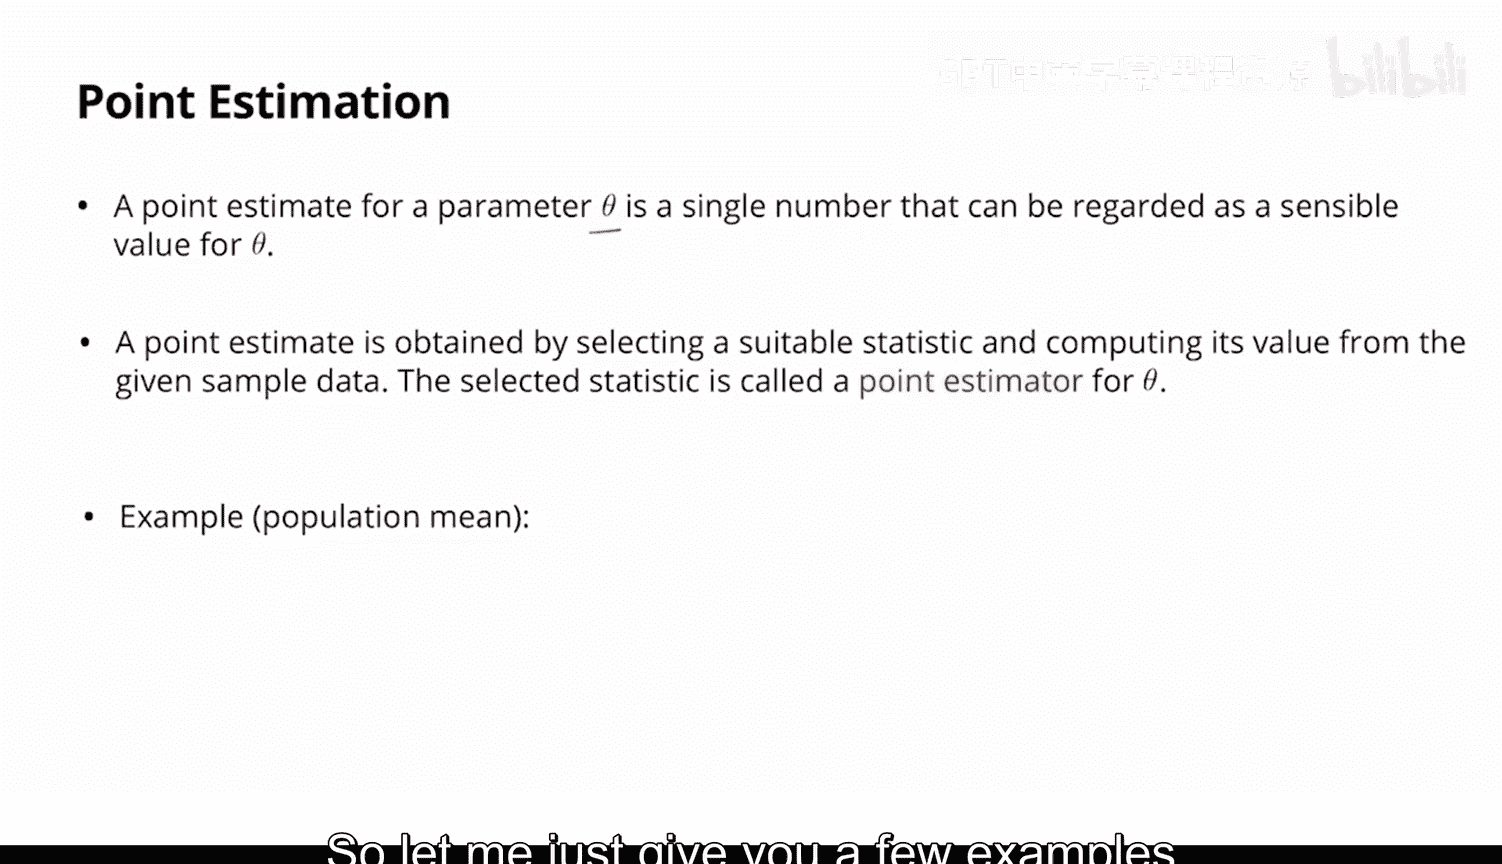 bilibili
Point Estimation
• A point estimate for a parameter θ is a single number that can be regarded as a sensible
value for θ.
• A point estimate is obtained by selecting a suitable statistic and computing its value from the
given sample data. The selected statistic is called a point estimator for θ.
• Example (population mean):
So let me just give you a few examples